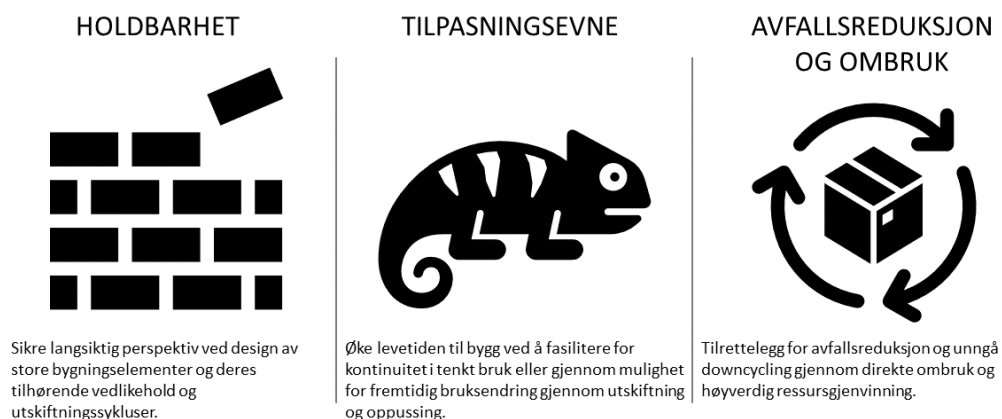 HOLDBARHET
Sikre langsiktig perspektiv ved design av
store bygningselementer og deres
tilhørende vedlikehold og
utskiftningssykluser.
TILPASNINGSEVNE
Øke levetiden til bygg ved å fasilitere for
kontinuitet i tenkt bruk eller gjennom mulighet
for fremtidig bruksendring gjennom utskiftning
og oppussing.
AVFALLSREDUKSJON
OG OMBRUK
Tilrettelegg for avfallsreduksjon og unngå
downcycling gjennom direkte ombruk og
høyverdig ressursgjenvinning.